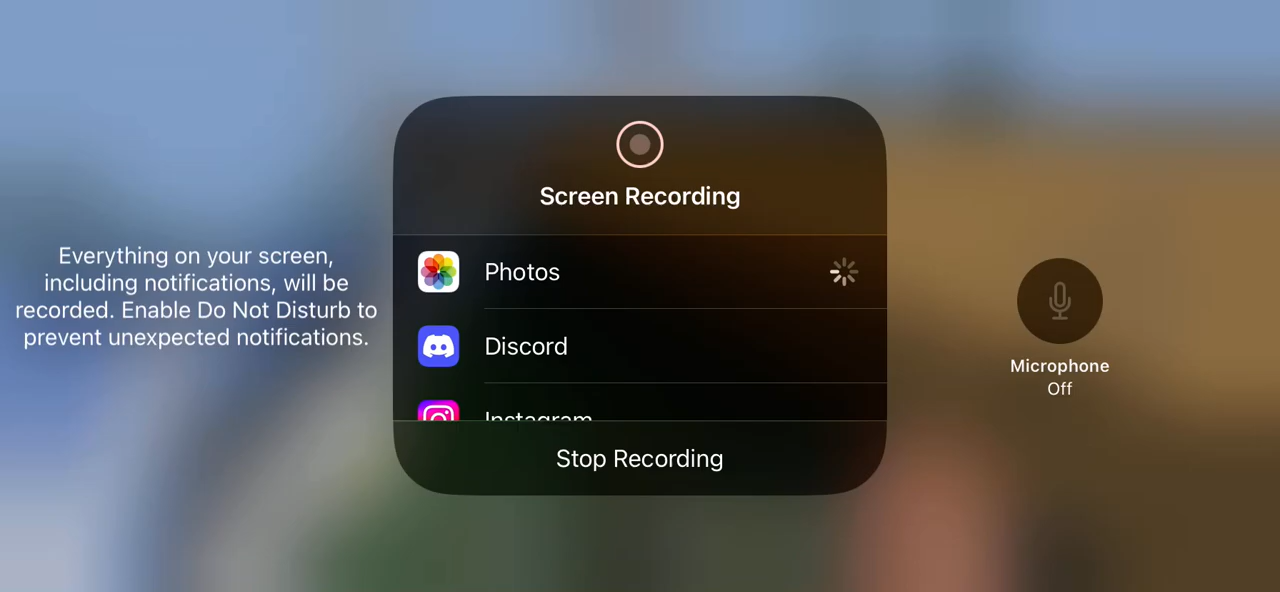 Everything on your screen,
including notifications, will be
recorded. Enable Do Not Disturb to
prevent unexpected notifications.
Screen Recording
Photos
Discord
Instagram
Stop Recording
Microphone
Off